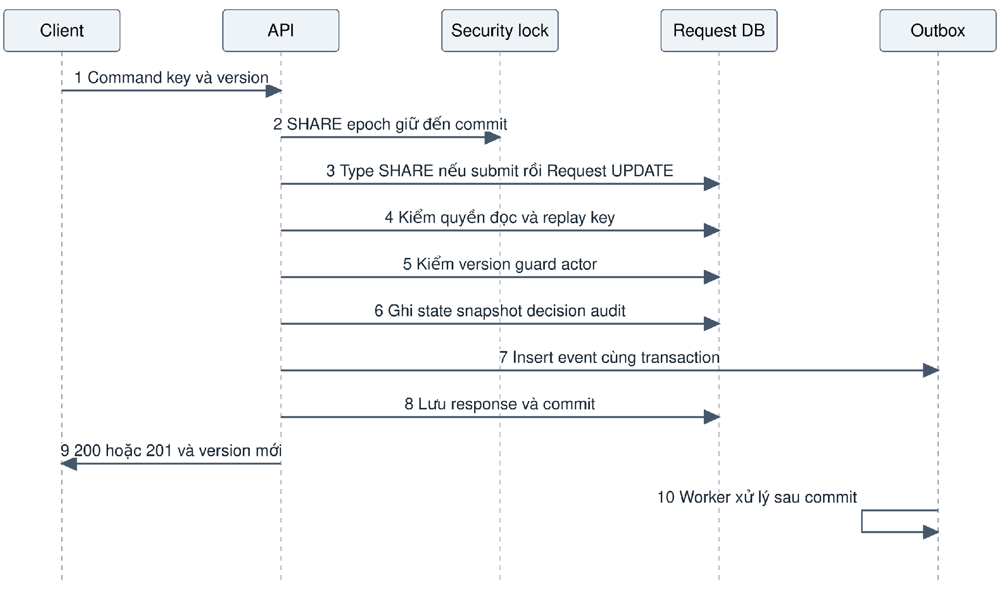 Client
API
Security lock
Request DB
Outbox
1 Command key và version
2 SHARE epoch giữ đến commit
3 Type SHARE nếu submit rồi Request UPDATE
4 Kiểm quyền đọc và replay key
5 Kiểm version guard actor
6 Ghi state snapshot decision audit
7 Insert event cùng transaction
8 Lưu response và commit
9 200 hoặc 201 và version mới
10 Worker xử lý sau commit